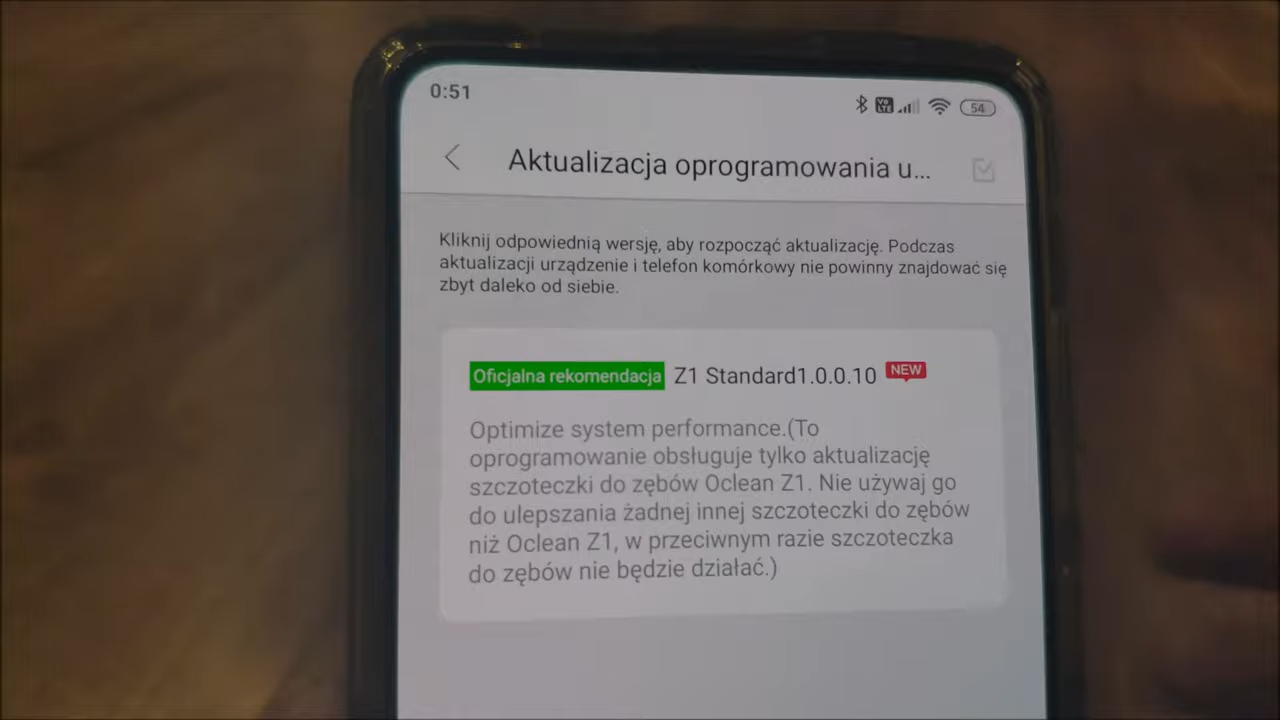 0:51
VO LTE
54
Aktualizacja oprogramowania u...
Kliknij odpowiednią wersję, aby rozpocząć aktualizację. Podczas
aktualizacji urządzenie i telefon komórkowy nie powinny znajdować się
zbyt daleko od siebie.
Oficjalna rekomendacja Z1 Standard1.0.0.10 NEW
Optimize system performance.(To
oprogramowanie obsługuje tylko aktualizację
szczoteczki do zębów Oclean Z1. Nie używaj go
do ulepszania żadnej innej szczoteczki do zębów
niż Oclean Z1, w przeciwnym razie szczoteczka
do zębów nie będzie działać.)